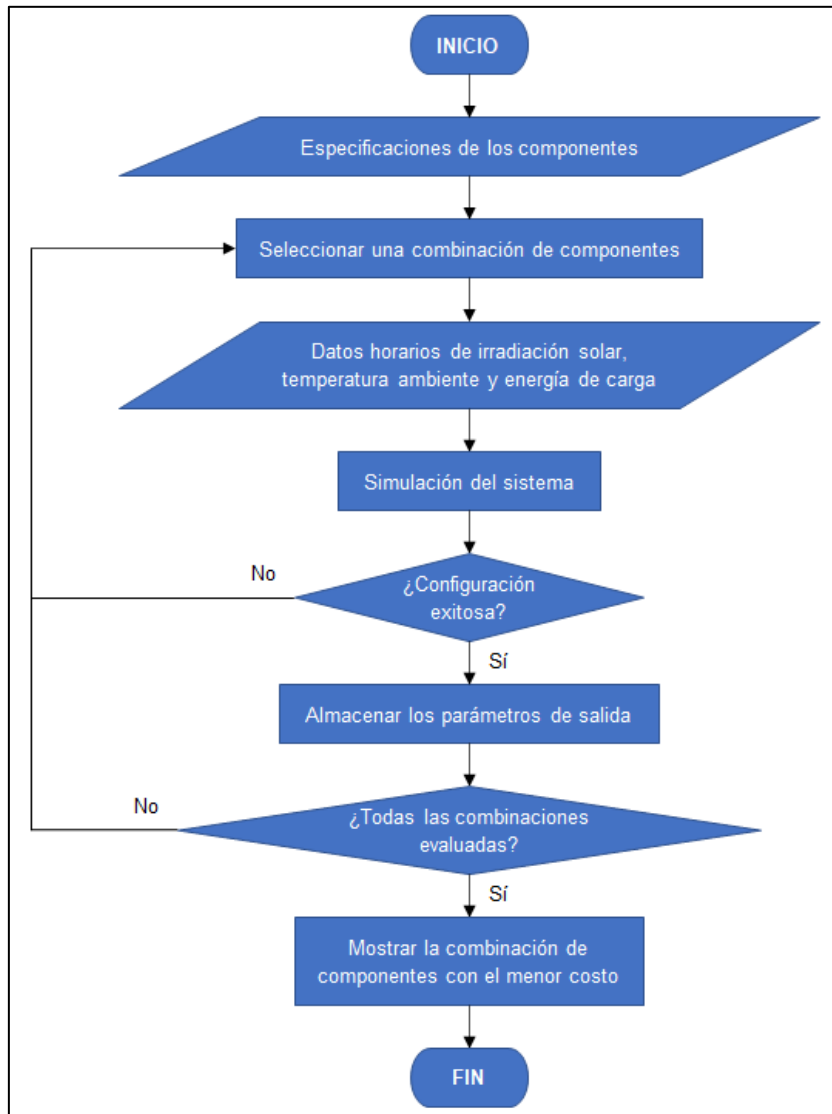 INICIO
Especificaciones de los componentes
Seleccionar una combinación de componentes
Datos horarios de irradiación solar,
temperatura ambiente y energía de carga
Simulación del sistema
No
¿Configuración
exitosa?
Sí
Almacenar los parámetros de salida
No
¿Todas las combinaciones
evaluadas?
Sí
Mostrar la combinación de
componentes con el menor costo
FIN